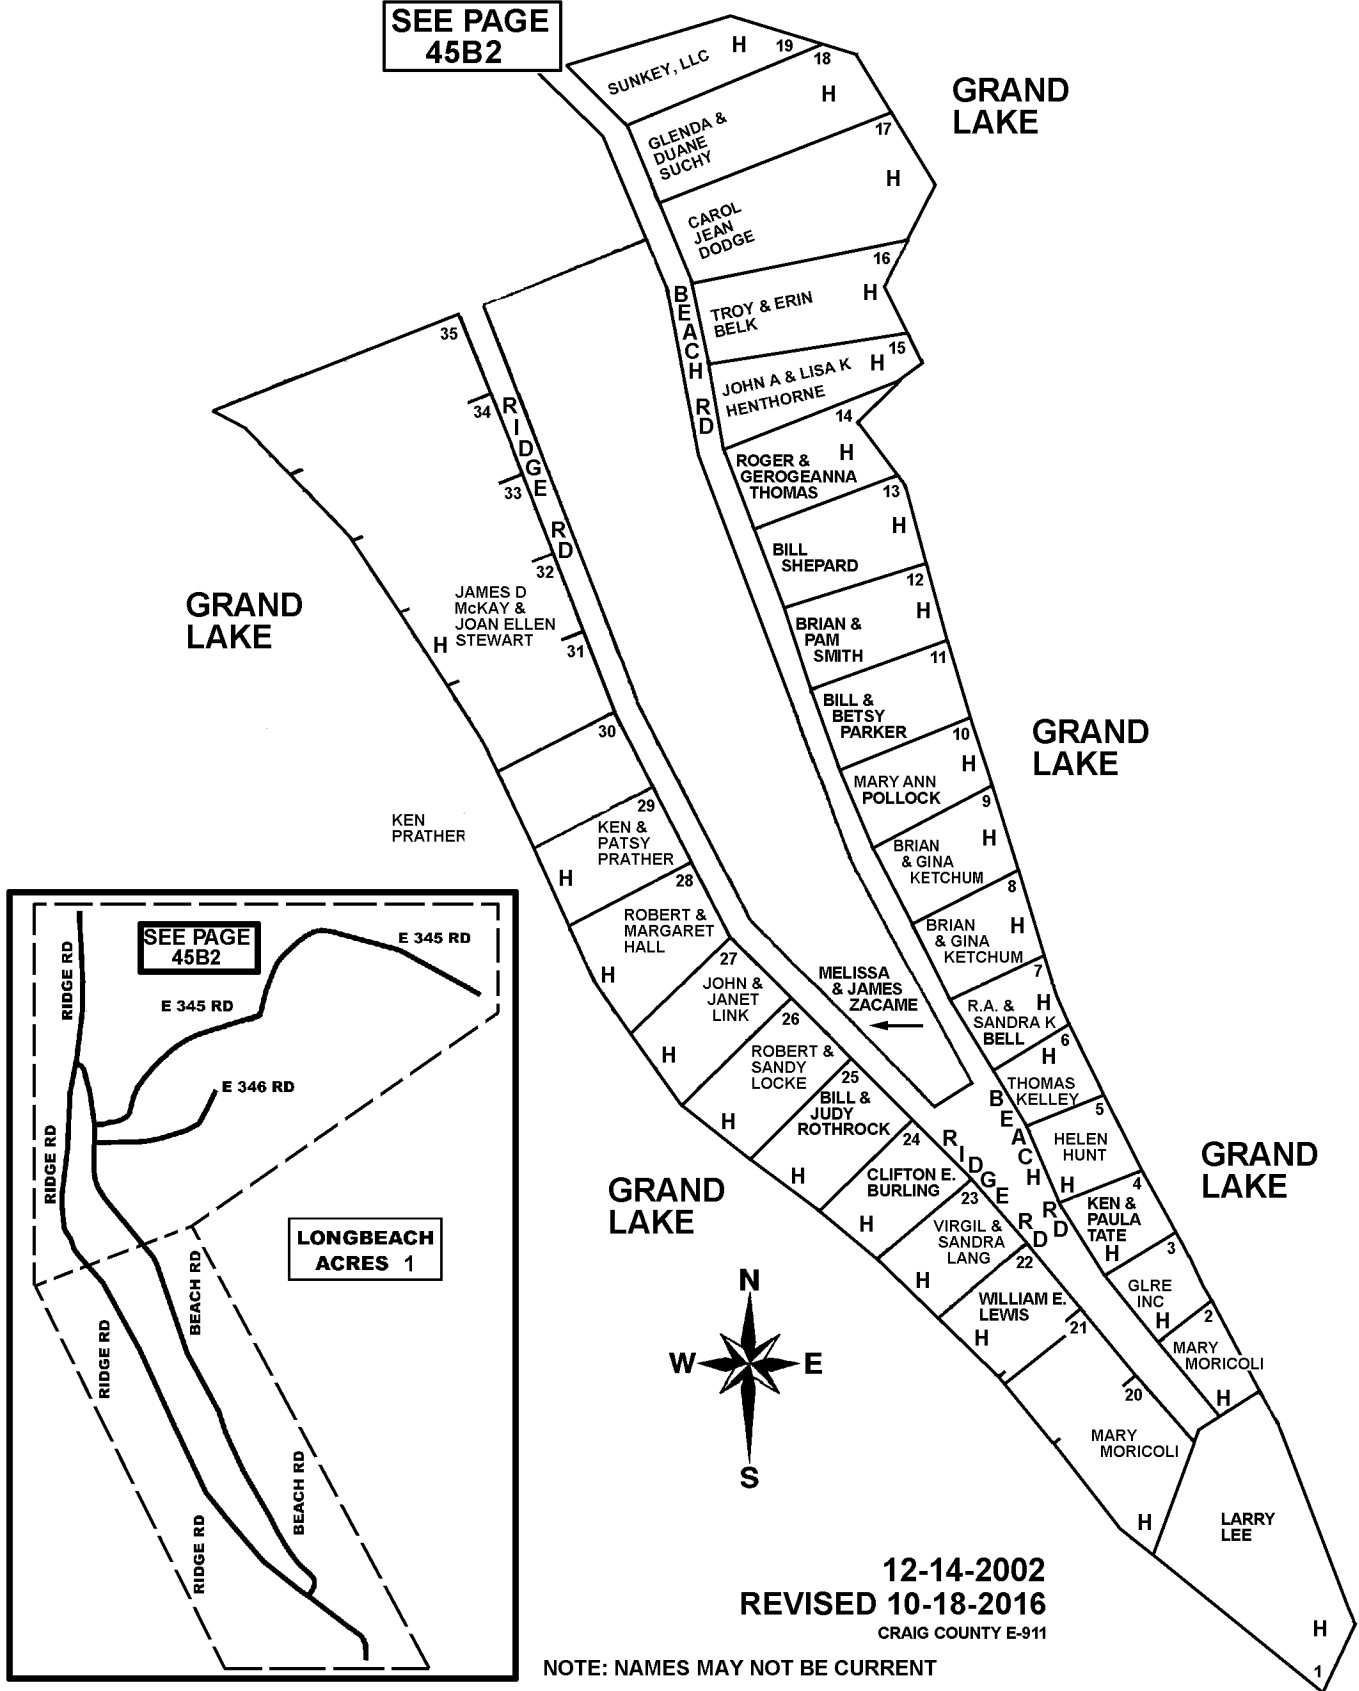 SEE PAGE
45B2
SUNKEY, LLC
H
19
18
H
GLENDA &
DUANE
SUCHY
17
H
CAROL
JEAN
DODGE
GRAND
LAKE
16
H
TROY & ERIN
BELK
15
H
JOHN A & LISA K
HENTHORNE
14
H
ROGER &
GEROGEANNA
THOMAS
13
H
BILL
SHEPARD
12
H
BRIAN &
PAM
SMITH
11
BILL &
BETSY
PARKER
10
H
MARY ANN
POLLOCK
9
H
BRIAN
& GINA
KETCHUM
8
H
BRIAN
& GINA
KETCHUM
7
H
R.A. &
SANDRA K
BELL
6
H
THOMAS
KELLEY
5
HELEN
HUNT
H
4
KEN &
PAULA
TATE
H
3
GLRE
INC
H
2
MARY
MORICOLI
H
LARRY
LEE
H
1
GRAND
LAKE
GRAND
LAKE
BEACH RD
BEACH RD
35
34
33
32
31
RIDGE RD
JAMES D
McKAY &
JOAN ELLEN
STEWART
H
GRAND
LAKE
30
KEN
PRATHER
29
KEN &
PATSY
PRATHER
H
28
ROBERT &
MARGARET
HALL
H
27
JOHN &
JANET
LINK
H
MELISSA
& JAMES
ZACAME
26
ROBERT &
SANDY
LOCKE
H
25
BILL &
JUDY
ROTHROCK
H
24
CLIFTON E.
BURLING
H
23
VIRGIL &
SANDRA
LANG
H
22
WILLIAM E.
LEWIS
H
21
20
MARY
MORICOLI
H
RIDGE RD
GRAND
LAKE
N
W
E
S
SEE PAGE
45B2
RIDGE RD
E 345 RD
E 345 RD
E 346 RD
RIDGE RD
LONGBEACH
ACRES 1
BEACH RD
RIDGE RD
BEACH RD
RIDGE RD
12-14-2002
REVISED 10-18-2016
CRAIG COUNTY E-911
NOTE: NAMES MAY NOT BE CURRENT